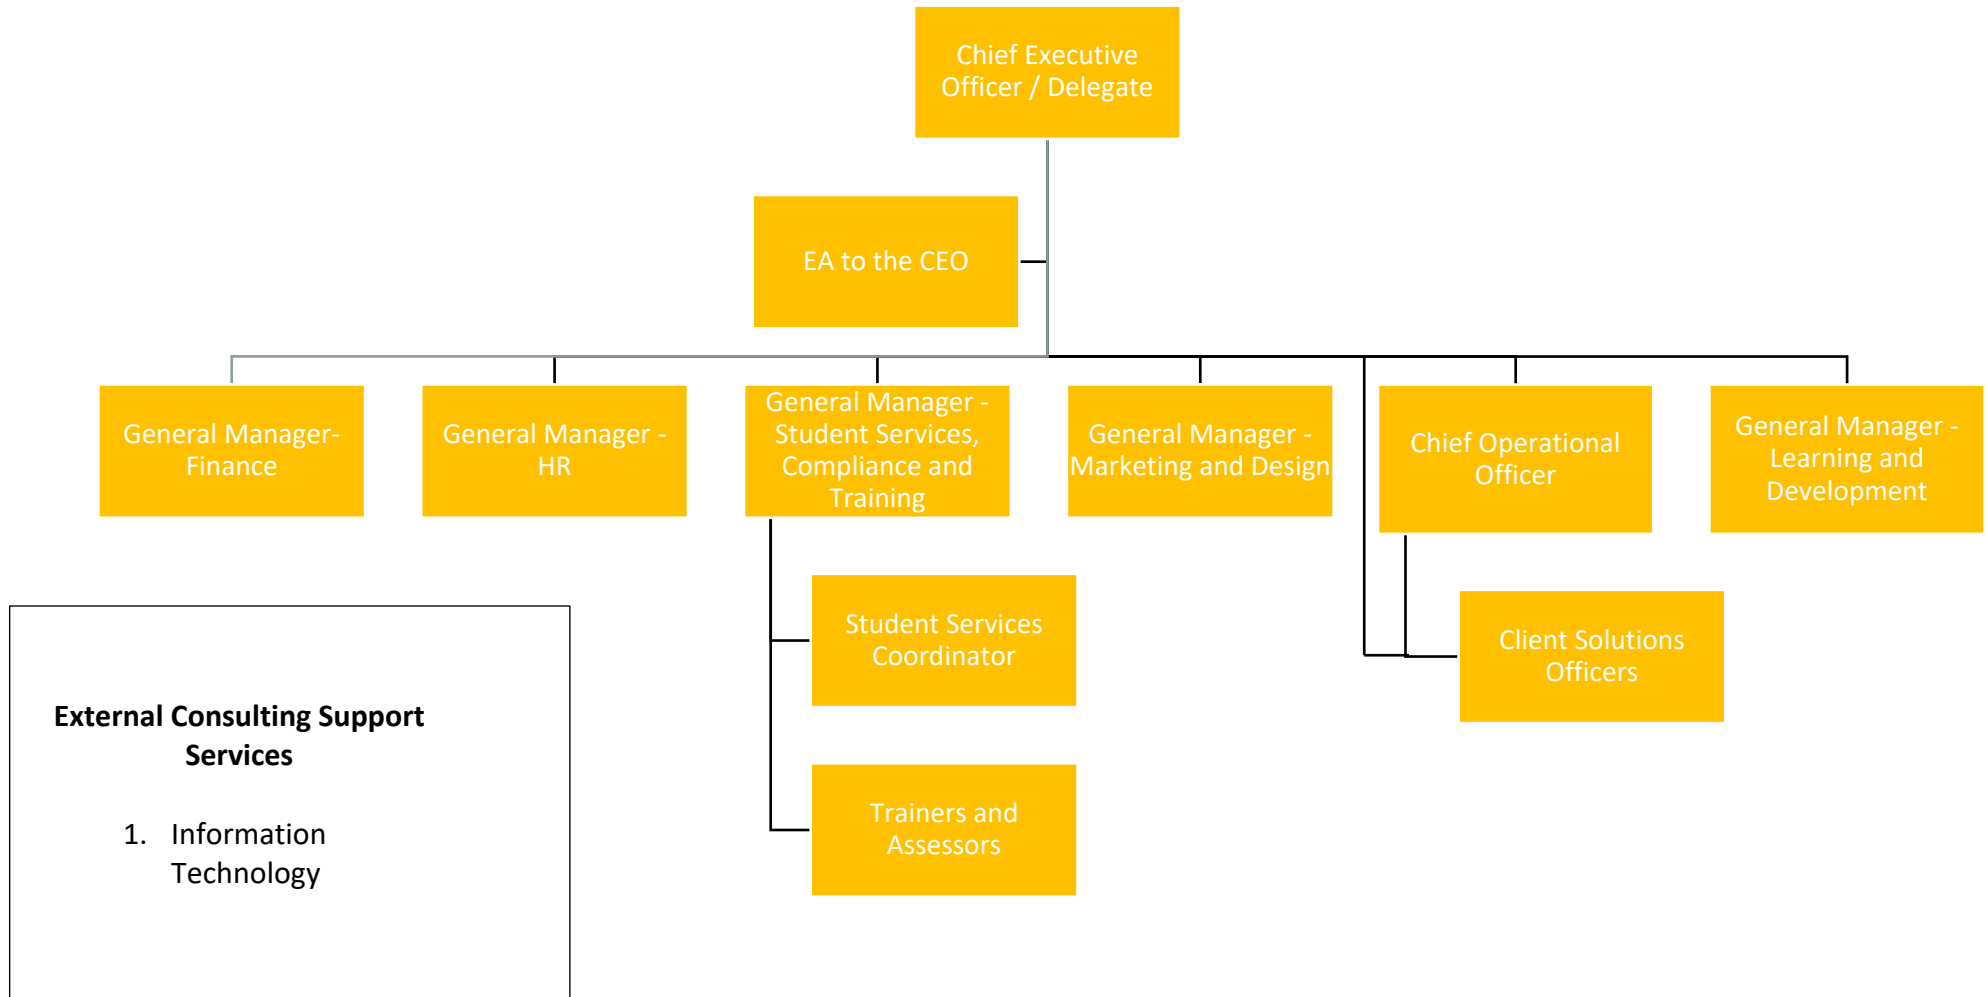 Chief Executive
Officer / Delegate
EA to the CEO
General Manager-
Finance
General Manager -
HR
General Manager -
Student Services,
Compliance and
Training
General Manager -
Marketing and Design
Chief Operational
Officer
General Manager -
Learning and
Development
Student Services
Coordinator
Client Solutions
Officers
Trainers and
Assessors
External Consulting Support
Services
1. Information
Technology